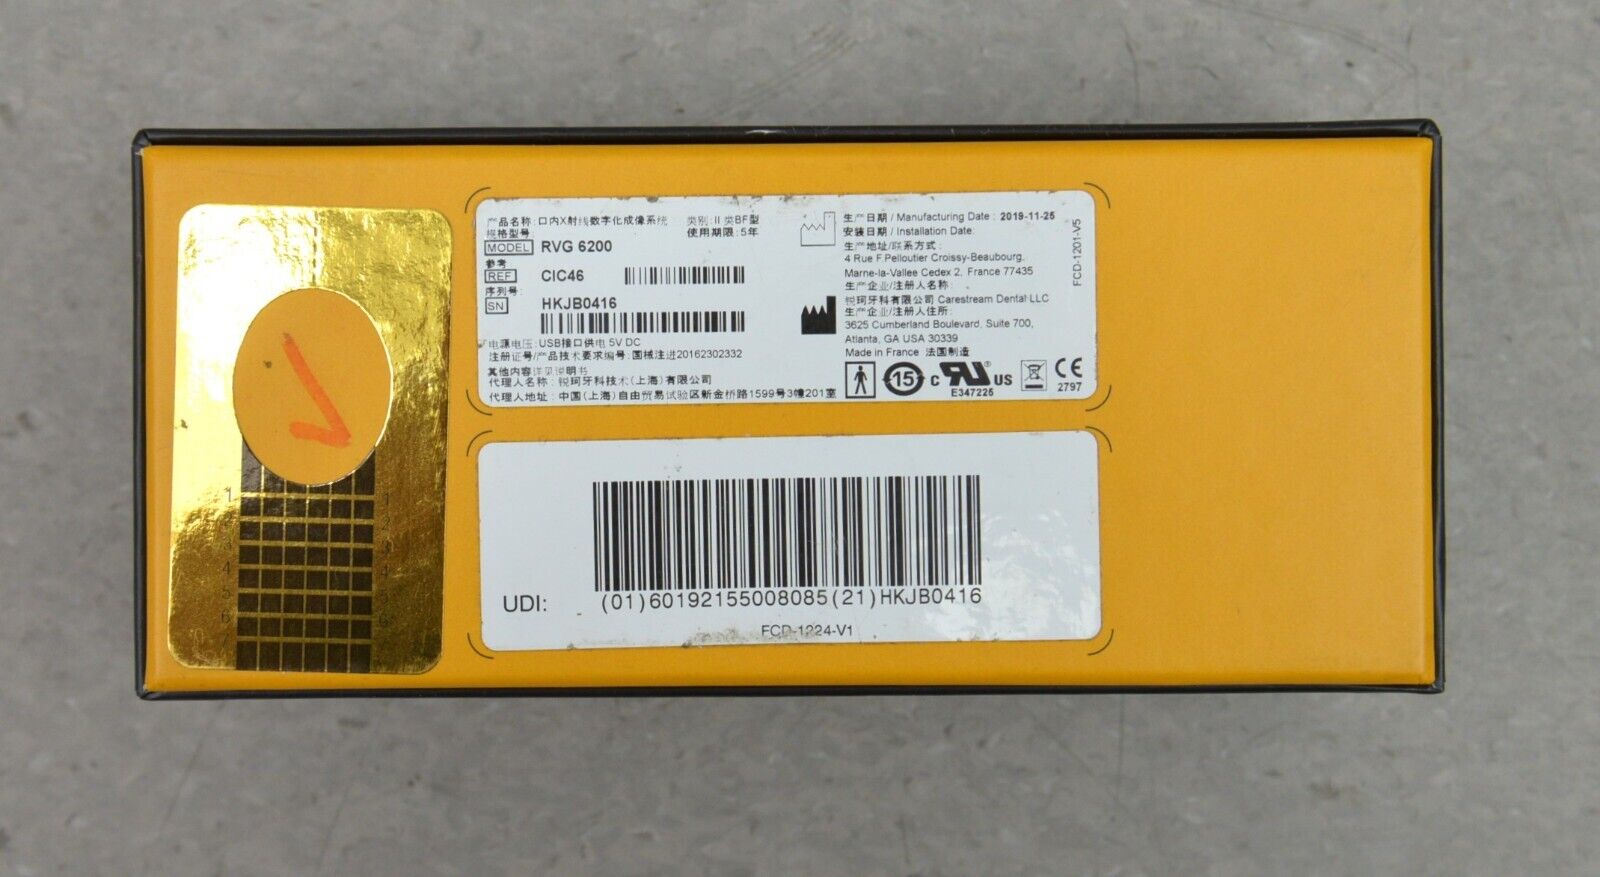 产品名称: 口内X射线数字化成像系统 类别: II 类BF型
规格型号 使用期限: 5年
MODEL RVG 6200
参考
REF CIC46
序列号:
SN HKJB0416
电源电压: USB接口供电 5V DC
注册证号/产品技术要求编号: 国械注进20162302332
其他内容详见说明书
代理人名称: 锐珂牙科技术(上海)有限公司
代理人地址: 中国(上海)自由贸易试验区新金桥路1599号3幢201室
生产日期 / Manufacturing Date : 2019-11-25
安装日期 / Installation Date:
生产地址/联系方式:
4 Rue F.Pelloutier Croissy-Beaubourg,
Marne-la-Vallee Cedex 2, France 77435
生产企业/注册人名称:
锐珂牙科有限公司 Carestream Dental LLC
生产企业/注册人住所:
3625 Cumberland Boulevard, Suite 700,
Atlanta, GA USA 30339
Made in France 法国制造
15 C UL US CE
E347225 2797
FCD-1201-V5
UDI: (01)60192155008085(21)HKJB0416
FCD-1224-V1
1 1
2
3
4 4
5 5
6 6
7